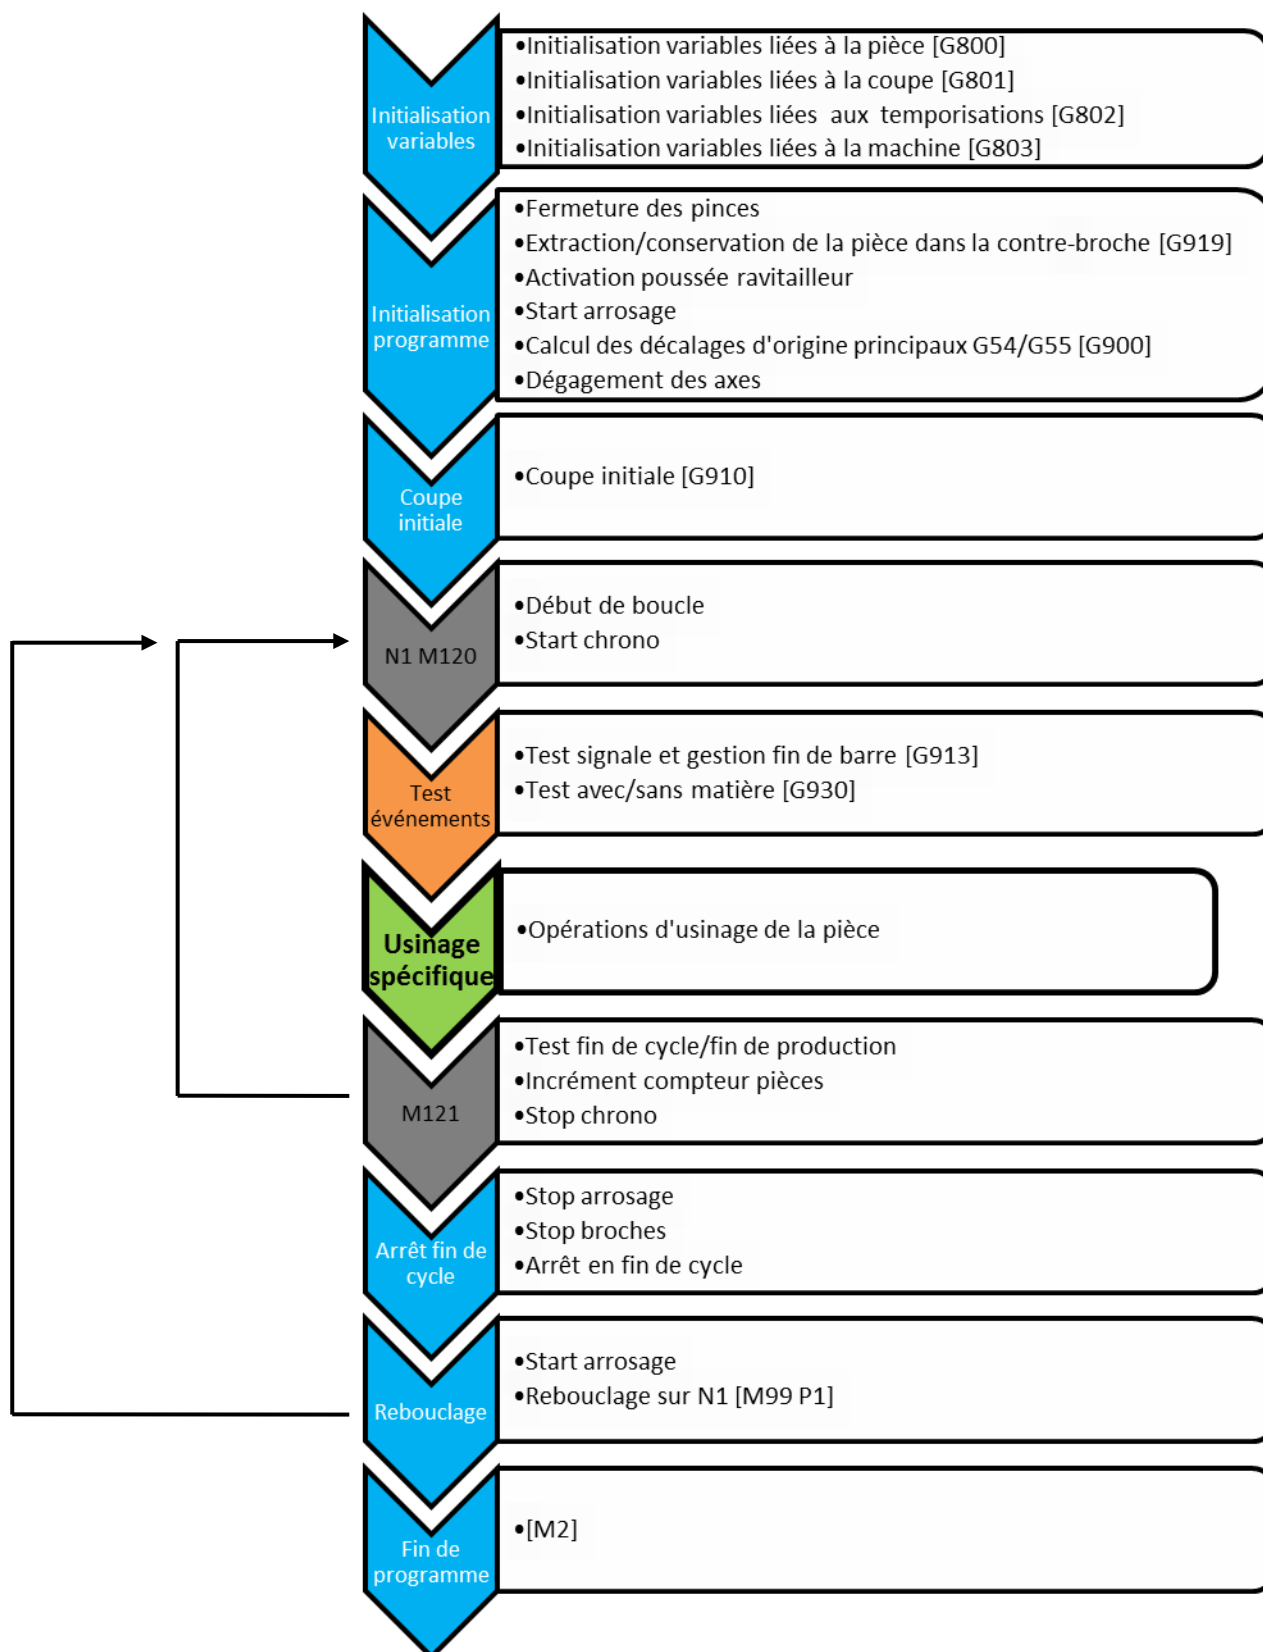 Initialisation
variables
•Initialisation variables liées à la pièce [G800]
•Initialisation variables liées à la coupe [G801]
•Initialisation variables liées aux temporisations [G802]
•Initialisation variables liées à la machine [G803]
Initialisation
programme
•Fermeture des pinces
•Extraction/conservation de la pièce dans la contre-broche [G919]
•Activation poussée ravitailleur
•Start arrosage
•Calcul des décalages d'origine principaux G54/G55 [G900]
•Dégagement des axes
Coupe
initiale
•Coupe initiale [G910]
N1 M120
•Début de boucle
•Start chrono
Test
événements
•Test signale et gestion fin de barre [G913]
•Test avec/sans matière [G930]
Usinage
spécifique
•Opérations d'usinage de la pièce
M121
•Test fin de cycle/fin de production
•Incrément compteur pièces
•Stop chrono
Arrêt fin de
cycle
•Stop arrosage
•Stop broches
•Arrêt en fin de cycle
Rebouclage
•Start arrosage
•Rebouclage sur N1 [M99 P1]
Fin de
programme
•[M2]